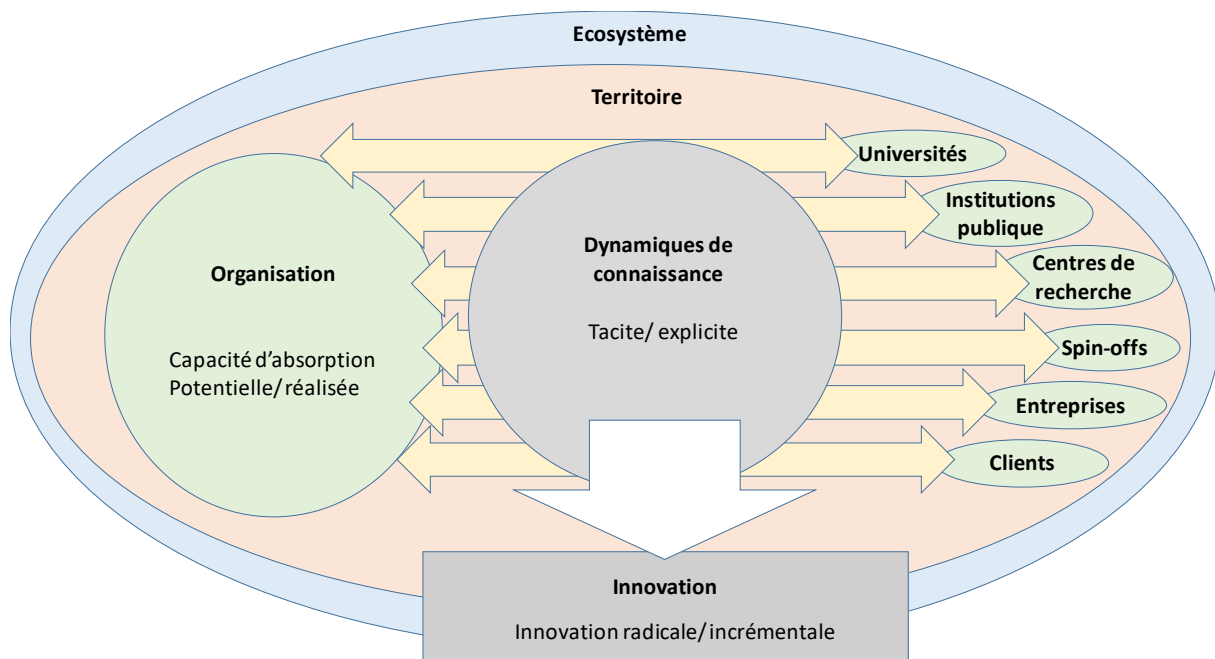 Ecosystème
Territoire
Universités
Institutions
publique
Dynamiques de
connaissance
Organisation
Centres de
recherche
Tacite/ explicite
Capacité d'absorption
Potentielle/ réalisée
Spin-offs
Entreprises
Clients
Innovation
Innovation radicale/ incrémentale